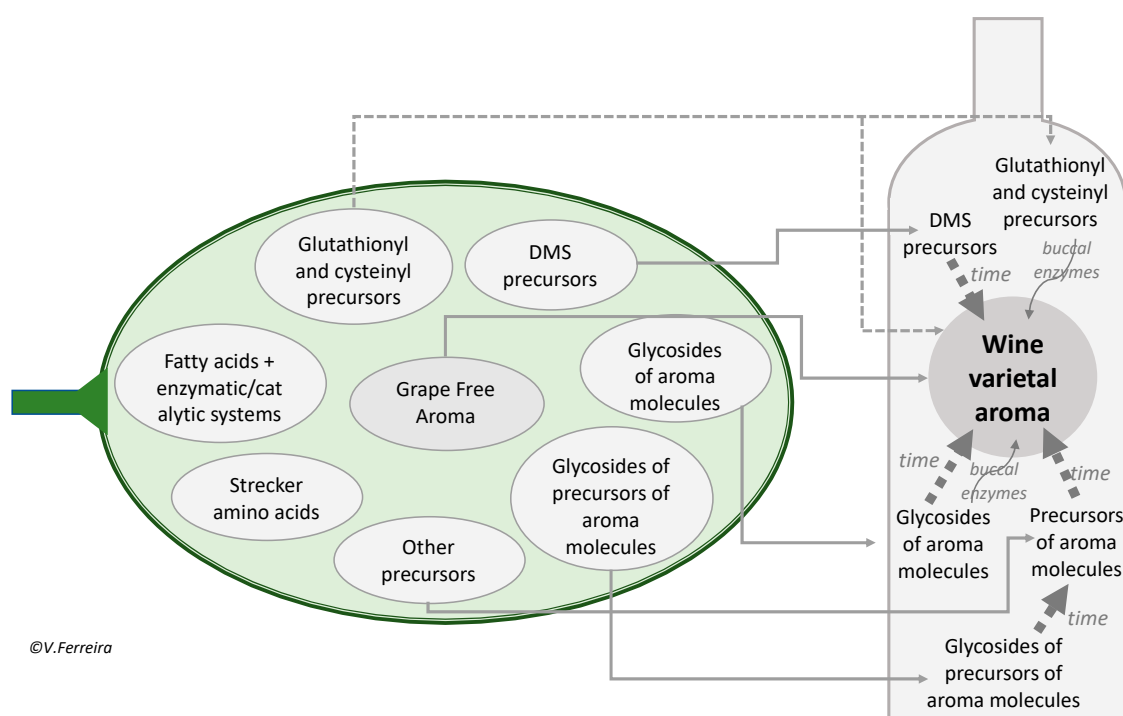 Glutathionyl
and cysteinyl
precursors
DMS
precursors
Fatty acids +
enzymatic/cat
alytic systems
Grape Free
Aroma
Glycosides
of aroma
molecules
Strecker
amino acids
Glycosides of
precursors of
aroma
molecules
Other
precursors
©V.Ferreira
Glutathionyl
and cysteinyl
precursors
DMS
precursors
buccal
enzymes
time
Wine
varietal
aroma
time
buccal
enzymes
time
Glycosides
of aroma
molecules
Precursors
of aroma
molecules
time
Glycosides of
precursors of
aroma molecules